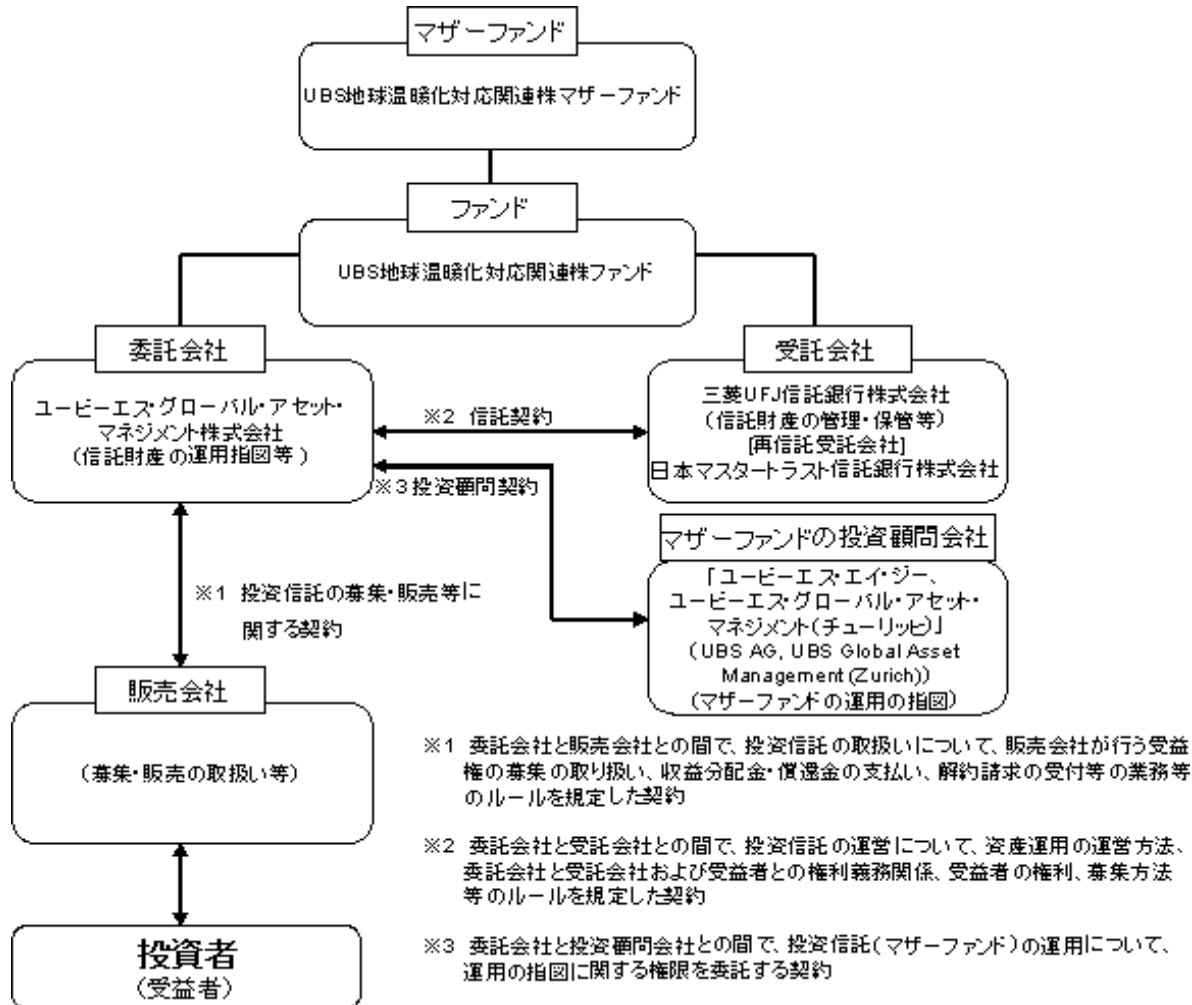 マザーファンド
UBS地球温暖化対応関連株マザーファンド
ファンド
UBS地球温暖化対応関連株ファンド
委託会社
ユービーエス・グローバル・アセット・
マネジメント株式会社
(信託財産の運用指図等)
※2 信託契約
※3投資顧問契約
受託会社
三菱UFJ信託銀行株式会社
(信託財産の管理・保管等)
[再信託受託会社]
日本マスタートラスト信託銀行株式会社
マザーファンドの投資顧問会社
「ユービーエス・エイ・ジー、
ユービーエス・グローバル・アセット・
マネジメント(チューリッヒ)」
(UBS AG, UBS Global Asset
Management (Zurich))
(マザーファンドの運用の指図)
※1 投資信託の募集・販売等に
関する契約
販売会社
(募集・販売の取扱い等)
投資者
(受益者)
※1 委託会社と販売会社との間で、投資信託の取扱いについて、販売会社が行う受益
権の募集の取り扱い、収益分配金・償還金の支払い、解約請求の受付等の業務等
のルールを規定した契約
※2 委託会社と受託会社との間で、投資信託の運営について、資産運用の運営方法、
委託会社と受託会社および受益者との権利義務関係、受益者の権利、募集方法
等のルールを規定した契約
※3 委託会社と投資顧問会社との間で、投資信託(マザーファンド)の運用について、
運用の指図に関する権限を委託する契約